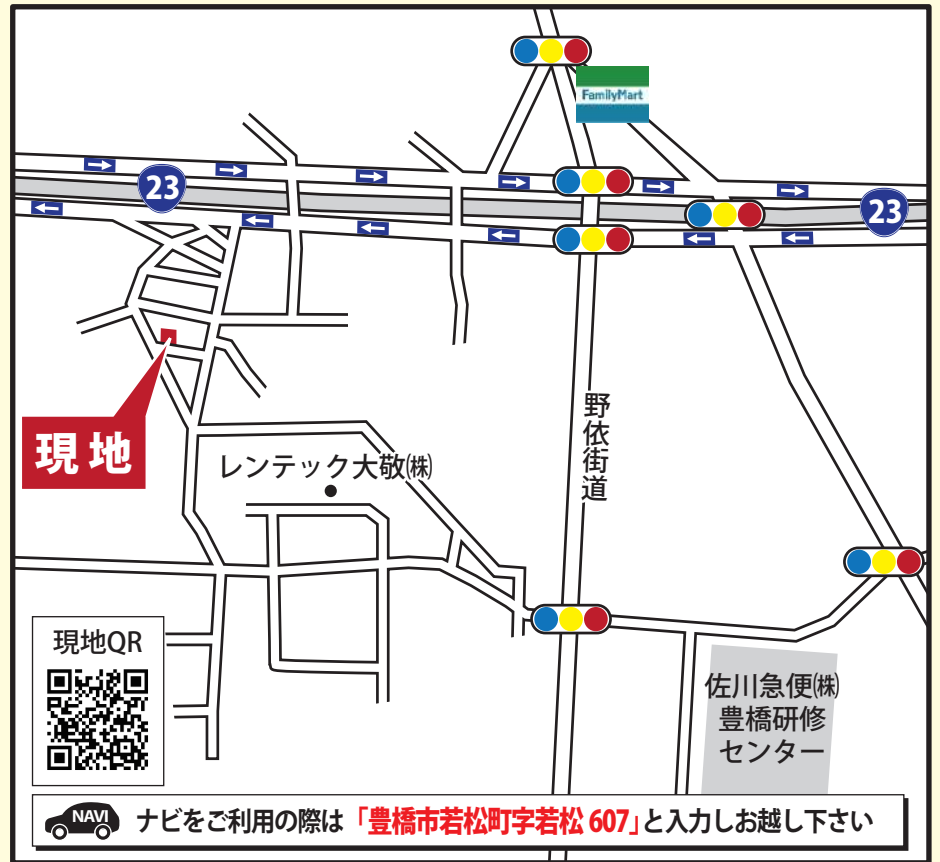 FamilyMart
23
23
野依街道
現地
レンテック大敬㈱
現地QR
佐川急便㈱
豊橋研修
センター
NAVI ナビをご利用の際は「豊橋市若松町字若松 607」と入力しお越し下さい